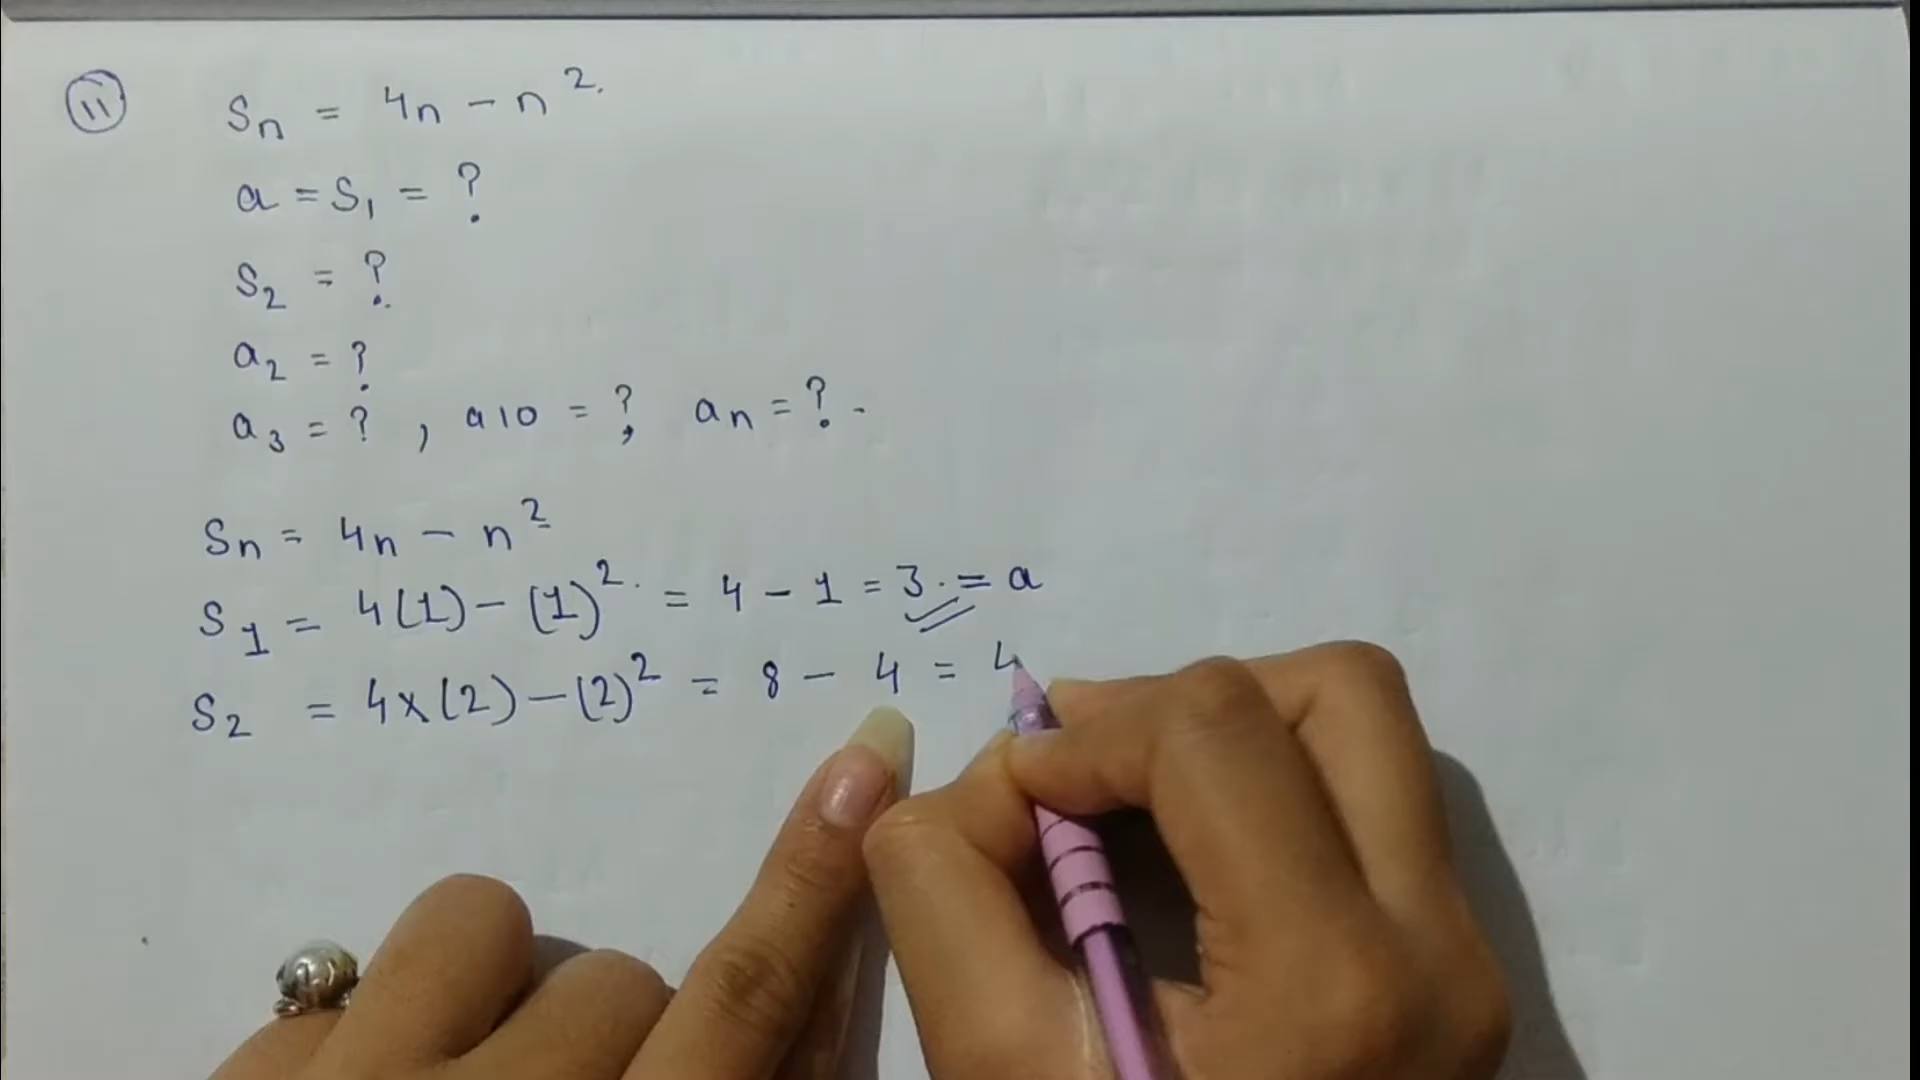 11 Sn = 4n - n².
a = S₁ = ?
S₂ = ?
a₂ = ?
a₃ = ? , a10 = ?, an = ? .
Sn = 4n - n²
S₁ = 4(1) - (1)². = 4 - 1 = 3. = a
S₂ = 4x(2) - (2)² = 8 - 4 = 4